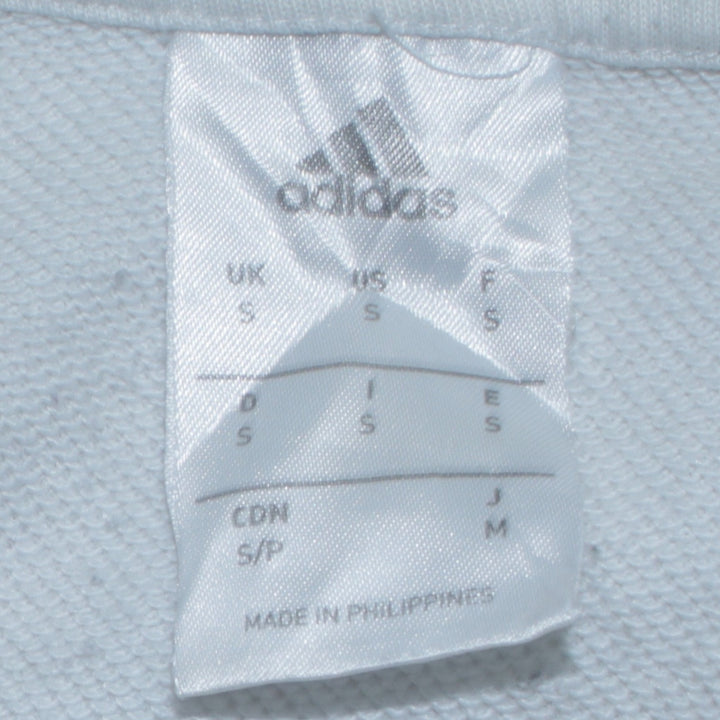 adidas
UK US F
S S S
D I E
S S S
CDN J
S/P M
MADE IN PHILIPPINES